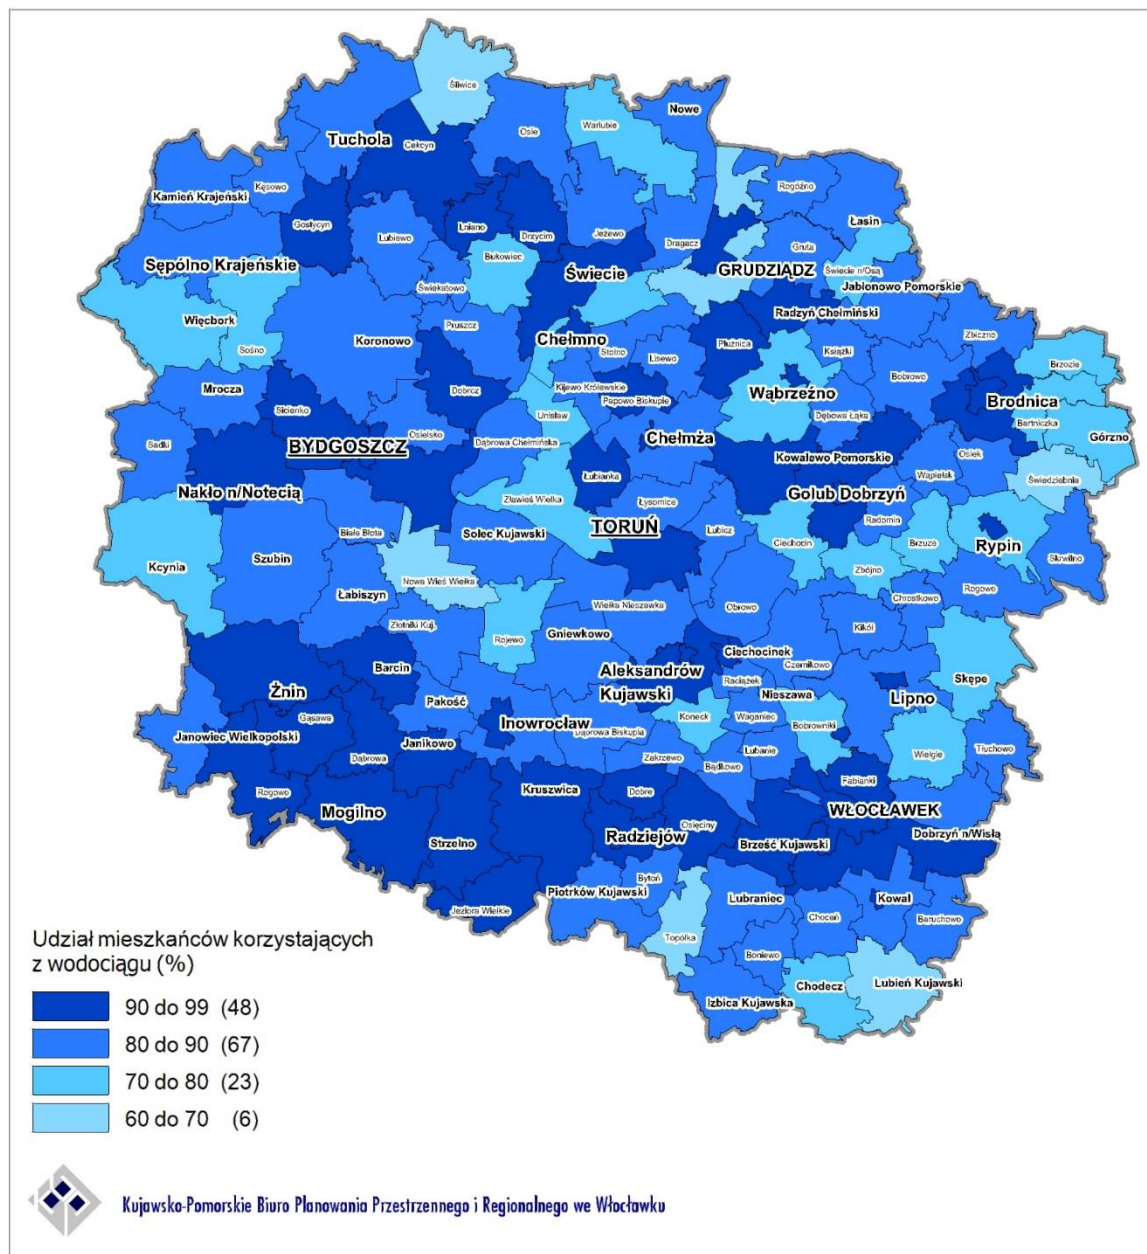 Śliwice
Nowe
Osie
Warlubie
Tuchola
Cekcyn
Rogóźno
Kęsowo
Kamień Krajeński
Łasin
Gostycyn
Lniano
Drzycim
Jeżewo
Lubiewo
Dragacz
Gruta
Bukowiec
Sępólno Krajeńskie
Świecie
GRUDZIĄDZ
Świecie n/Osą
Jabłonowo Pomorskie
Świekatowo
Radzyń Chełmiński
Więcbork
Pruszcz
Zbiczno
Koronowo
Chełmno
Płużnica
Sośno
Stolno
Lisewo
Książki
Bobrowo
Brzozie
Mrocza
Dobrcz
Kijewo Królewskie
Wąbrzeźno
Papowo Biskupie
Brodnica
Sicienko
Unisław
Dębowa Łąka
Bartniczka
Górzno
Osielsko
Chełmża
Sadki
BYDGOSZCZ
Dąbrowa Chełmińska
Kowalewo Pomorskie
Osiek
Wąpielsk
Łubianka
Świedziebnia
Nakło n/Notecią
Zławieś Wielka
Łysomice
Golub Dobrzyń
Radomin
TORUŃ
Białe Błota
Solec Kujawski
Lubicz
Ciechocin
Brzuze
Rypin
Szubin
Skrwilno
Kcynia
Zbójno
Nowa Wieś Wielka
Rogowo
Łabiszyn
Chrostkowo
Wielka Nieszawka
Obrowo
Złotniki Kuj.
Kikół
Rojewo
Gniewkowo
Ciechocinek
Barcin
Aleksandrów
Kujawski
Czernikowo
Raciążek
Skępe
Żnin
Nieszawa
Lipno
Pakość
Koneck
Waganiec
Gąsawa
Inowrocław
Bobrowniki
Dąbrowa Biskupia
Janowiec Wielkopolski
Janikowo
Lubanie
Tłuchowo
Dąbrowa
Zakrzewo
Wielgie
Bądkowo
Fabianki
Kruszwica
Dobre
Rogowo
Mogilno
WŁOCŁAWEK
Osięciny
Radziejów
Dobrzyń n/Wisłą
Strzelno
Brześć Kujawski
Bytoń
Piotrków Kujawski
Lubraniec
Kowal
Jeziora Wielkie
Choceń
Baruchowo
Topólka
Boniewo
Chodecz
Lubień Kujawski
Izbica Kujawska
Udział mieszkańców korzystających
z wodociągu (%)
90 do 99 (48)
80 do 90 (67)
70 do 80 (23)
60 do 70 (6)
Kujawsko-Pomorskie Biuro Planowania Przestrzennego i Regionalnego we Włocławku